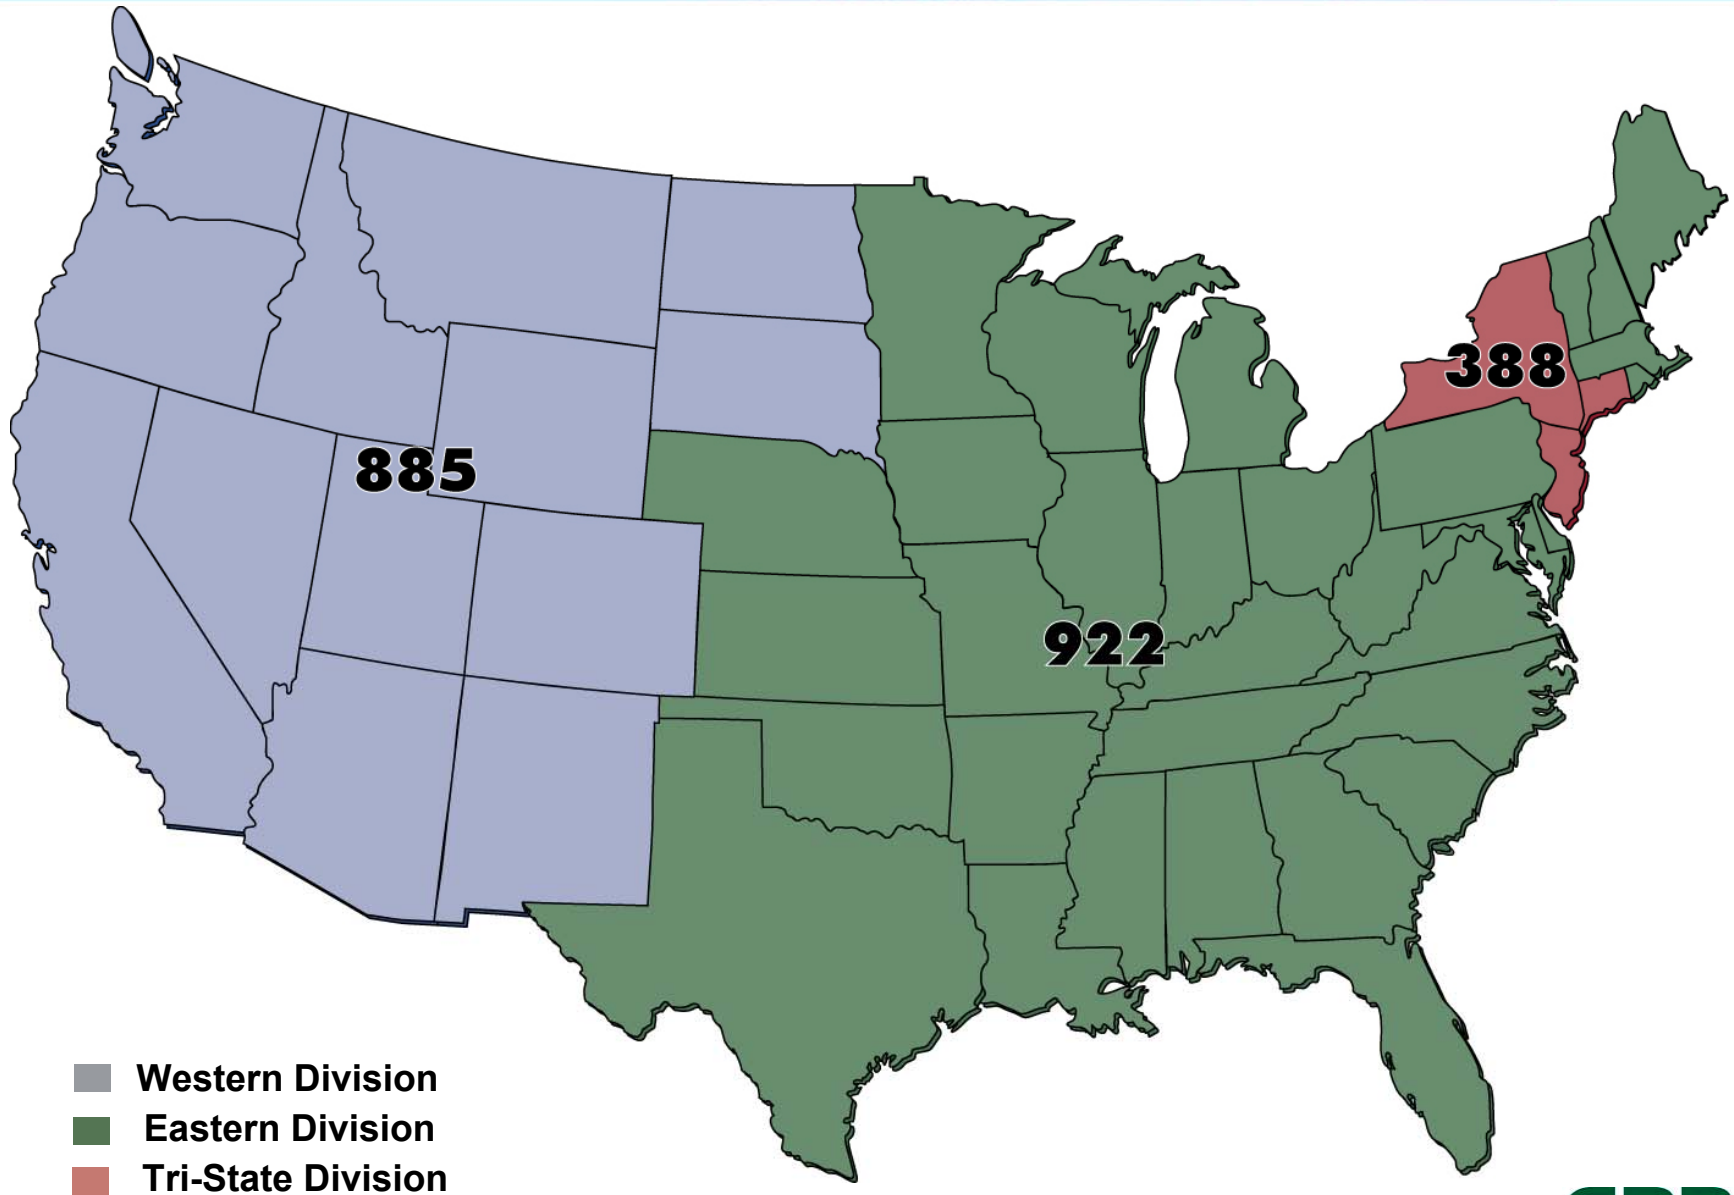 388
885
922
Western Division
Eastern Division
Tri-State Division